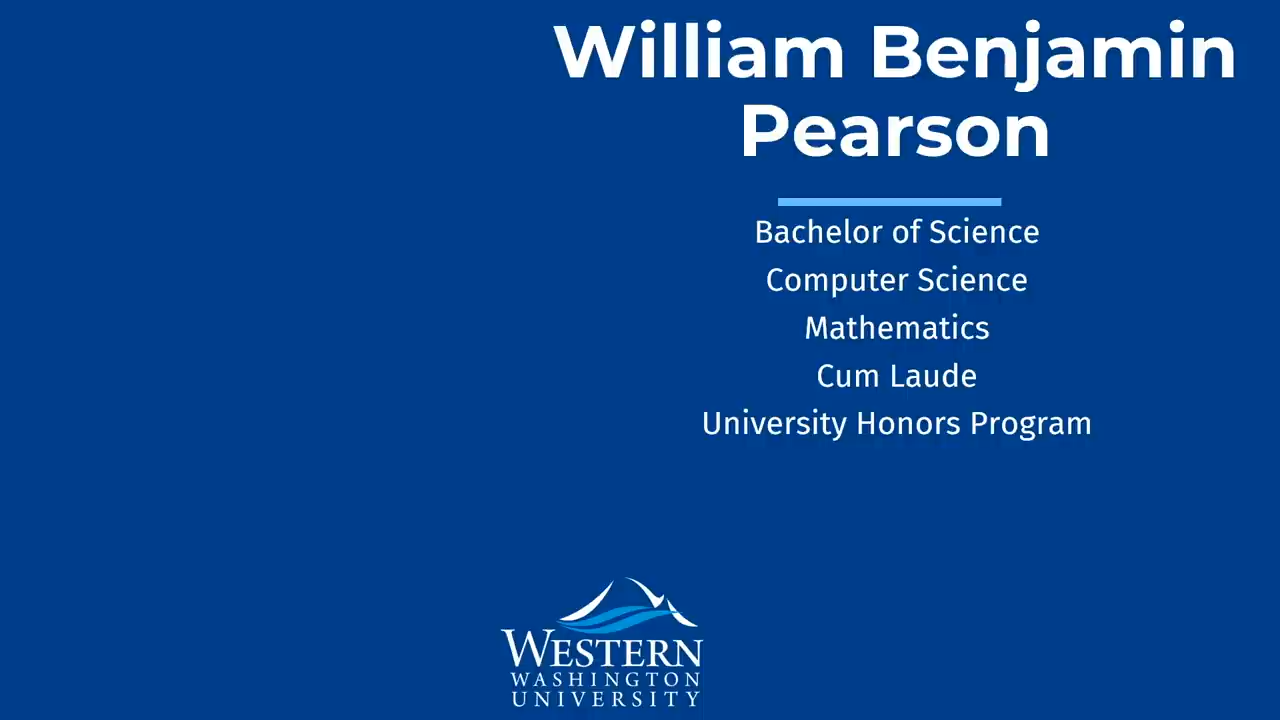 William Benjamin
Pearson
Bachelor of Science
Computer Science
Mathematics
Cum Laude
University Honors Program
WESTERN
WASHINGTON
UNIVERSITY